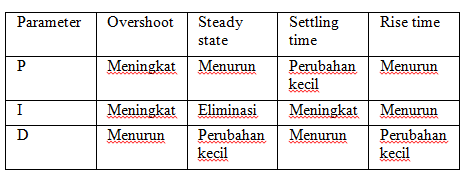 Parameter Overshoot Steady state Settling time Rise time
P Meningkat Menurun Perubahan kecil Menurun
I Meningkat Eliminasi Meningkat Menurun
D Menurun Perubahan kecil Menurun Perubahan kecil